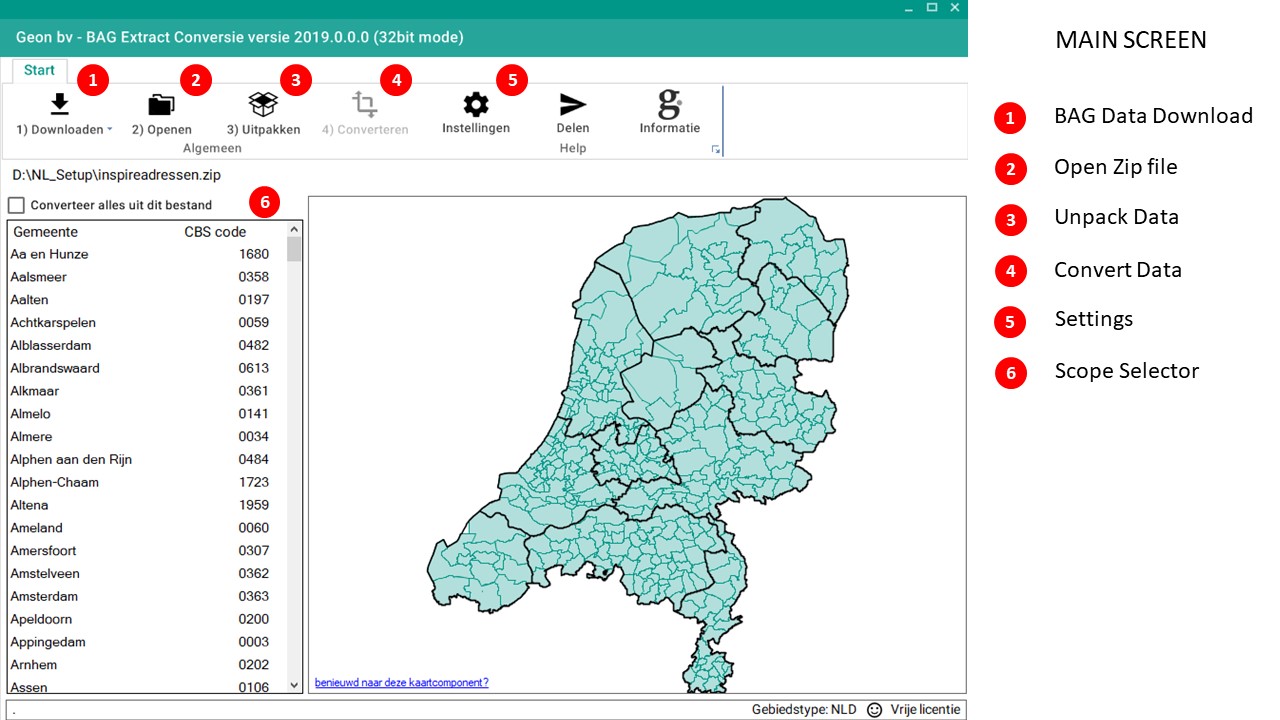 Geon bv - BAG Extract Conversie versie 2019.0.0.0 (32bit mode)
Start
1 2 3 4 5
1) Downloaden 2) Openen 3) Uitpakken 4) Converteren Instellingen Delen g. Informatie
Algemeen Help
D:\NL_Setup\inspireadressen.zip
Converteer alles uit dit bestand 6
Gemeente CBS code
Aa en Hunze 1680
Aalsmeer 0358
Aalten 0197
Achtkarspelen 0059
Alblasserdam 0482
Albrandswaard 0613
Alkmaar 0361
Almelo 0141
Almere 0034
Alphen aan den Rijn 0484
Alphen-Chaam 1723
Altena 1959
Ameland 0060
Amersfoort 0307
Amstelveen 0362
Amsterdam 0363
Apeldoorn 0200
Appingedam 0003
Arnhem 0202
Assen 0106
benieuwd naar deze kaartcomponent?
. Gebiedstype: NLD Vrije licentie
MAIN SCREEN
1 BAG Data Download
2 Open Zip file
3 Unpack Data
4 Convert Data
5 Settings
6 Scope Selector